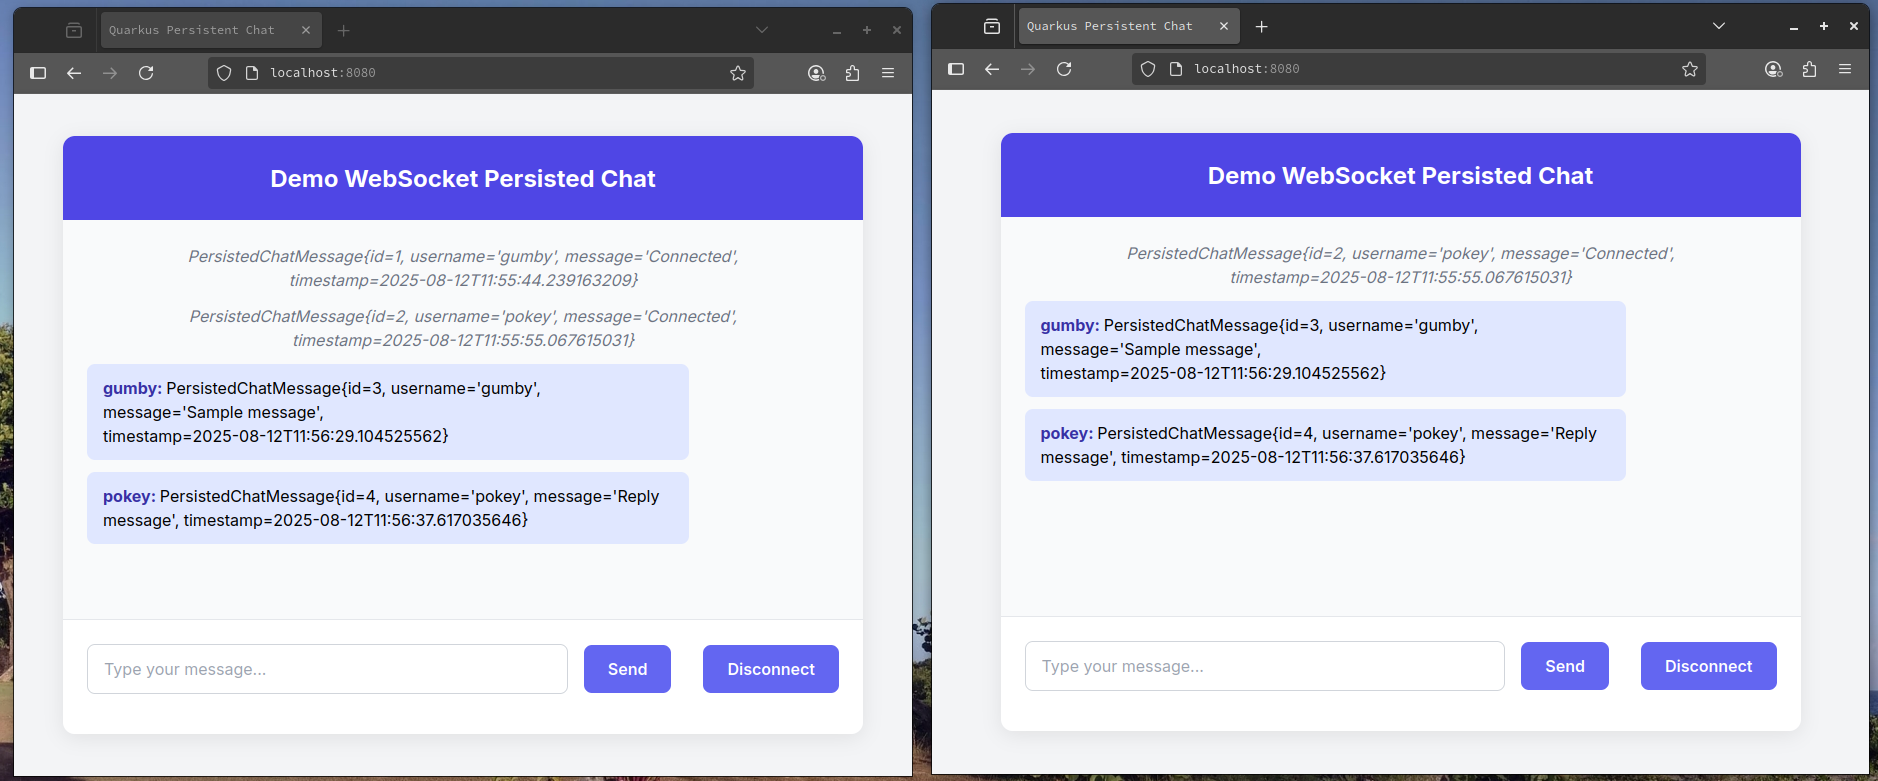 Quarkus Persistent Chat
localhost:8080
Demo WebSocket Persisted Chat
PersistedChatMessage{id=1, username='gumby', message='Connected',
timestamp=2025-08-12T11:55:44.239163209}
PersistedChatMessage{id=2, username='pokey', message='Connected',
timestamp=2025-08-12T11:55:55.067615031}
gumby: PersistedChatMessage{id=3, username='gumby',
message='Sample message',
timestamp=2025-08-12T11:56:29.104525562}
pokey: PersistedChatMessage{id=4, username='pokey', message='Reply
message', timestamp=2025-08-12T11:56:37.617035646}
Type your message...
Send
Disconnect
Quarkus Persistent Chat
localhost:8080
Demo WebSocket Persisted Chat
PersistedChatMessage{id=2, username='pokey', message='Connected',
timestamp=2025-08-12T11:55:55.067615031}
gumby: PersistedChatMessage{id=3, username='gumby',
message='Sample message',
timestamp=2025-08-12T11:56:29.104525562}
pokey: PersistedChatMessage{id=4, username='pokey', message='Reply
message', timestamp=2025-08-12T11:56:37.617035646}
Type your message...
Send
Disconnect